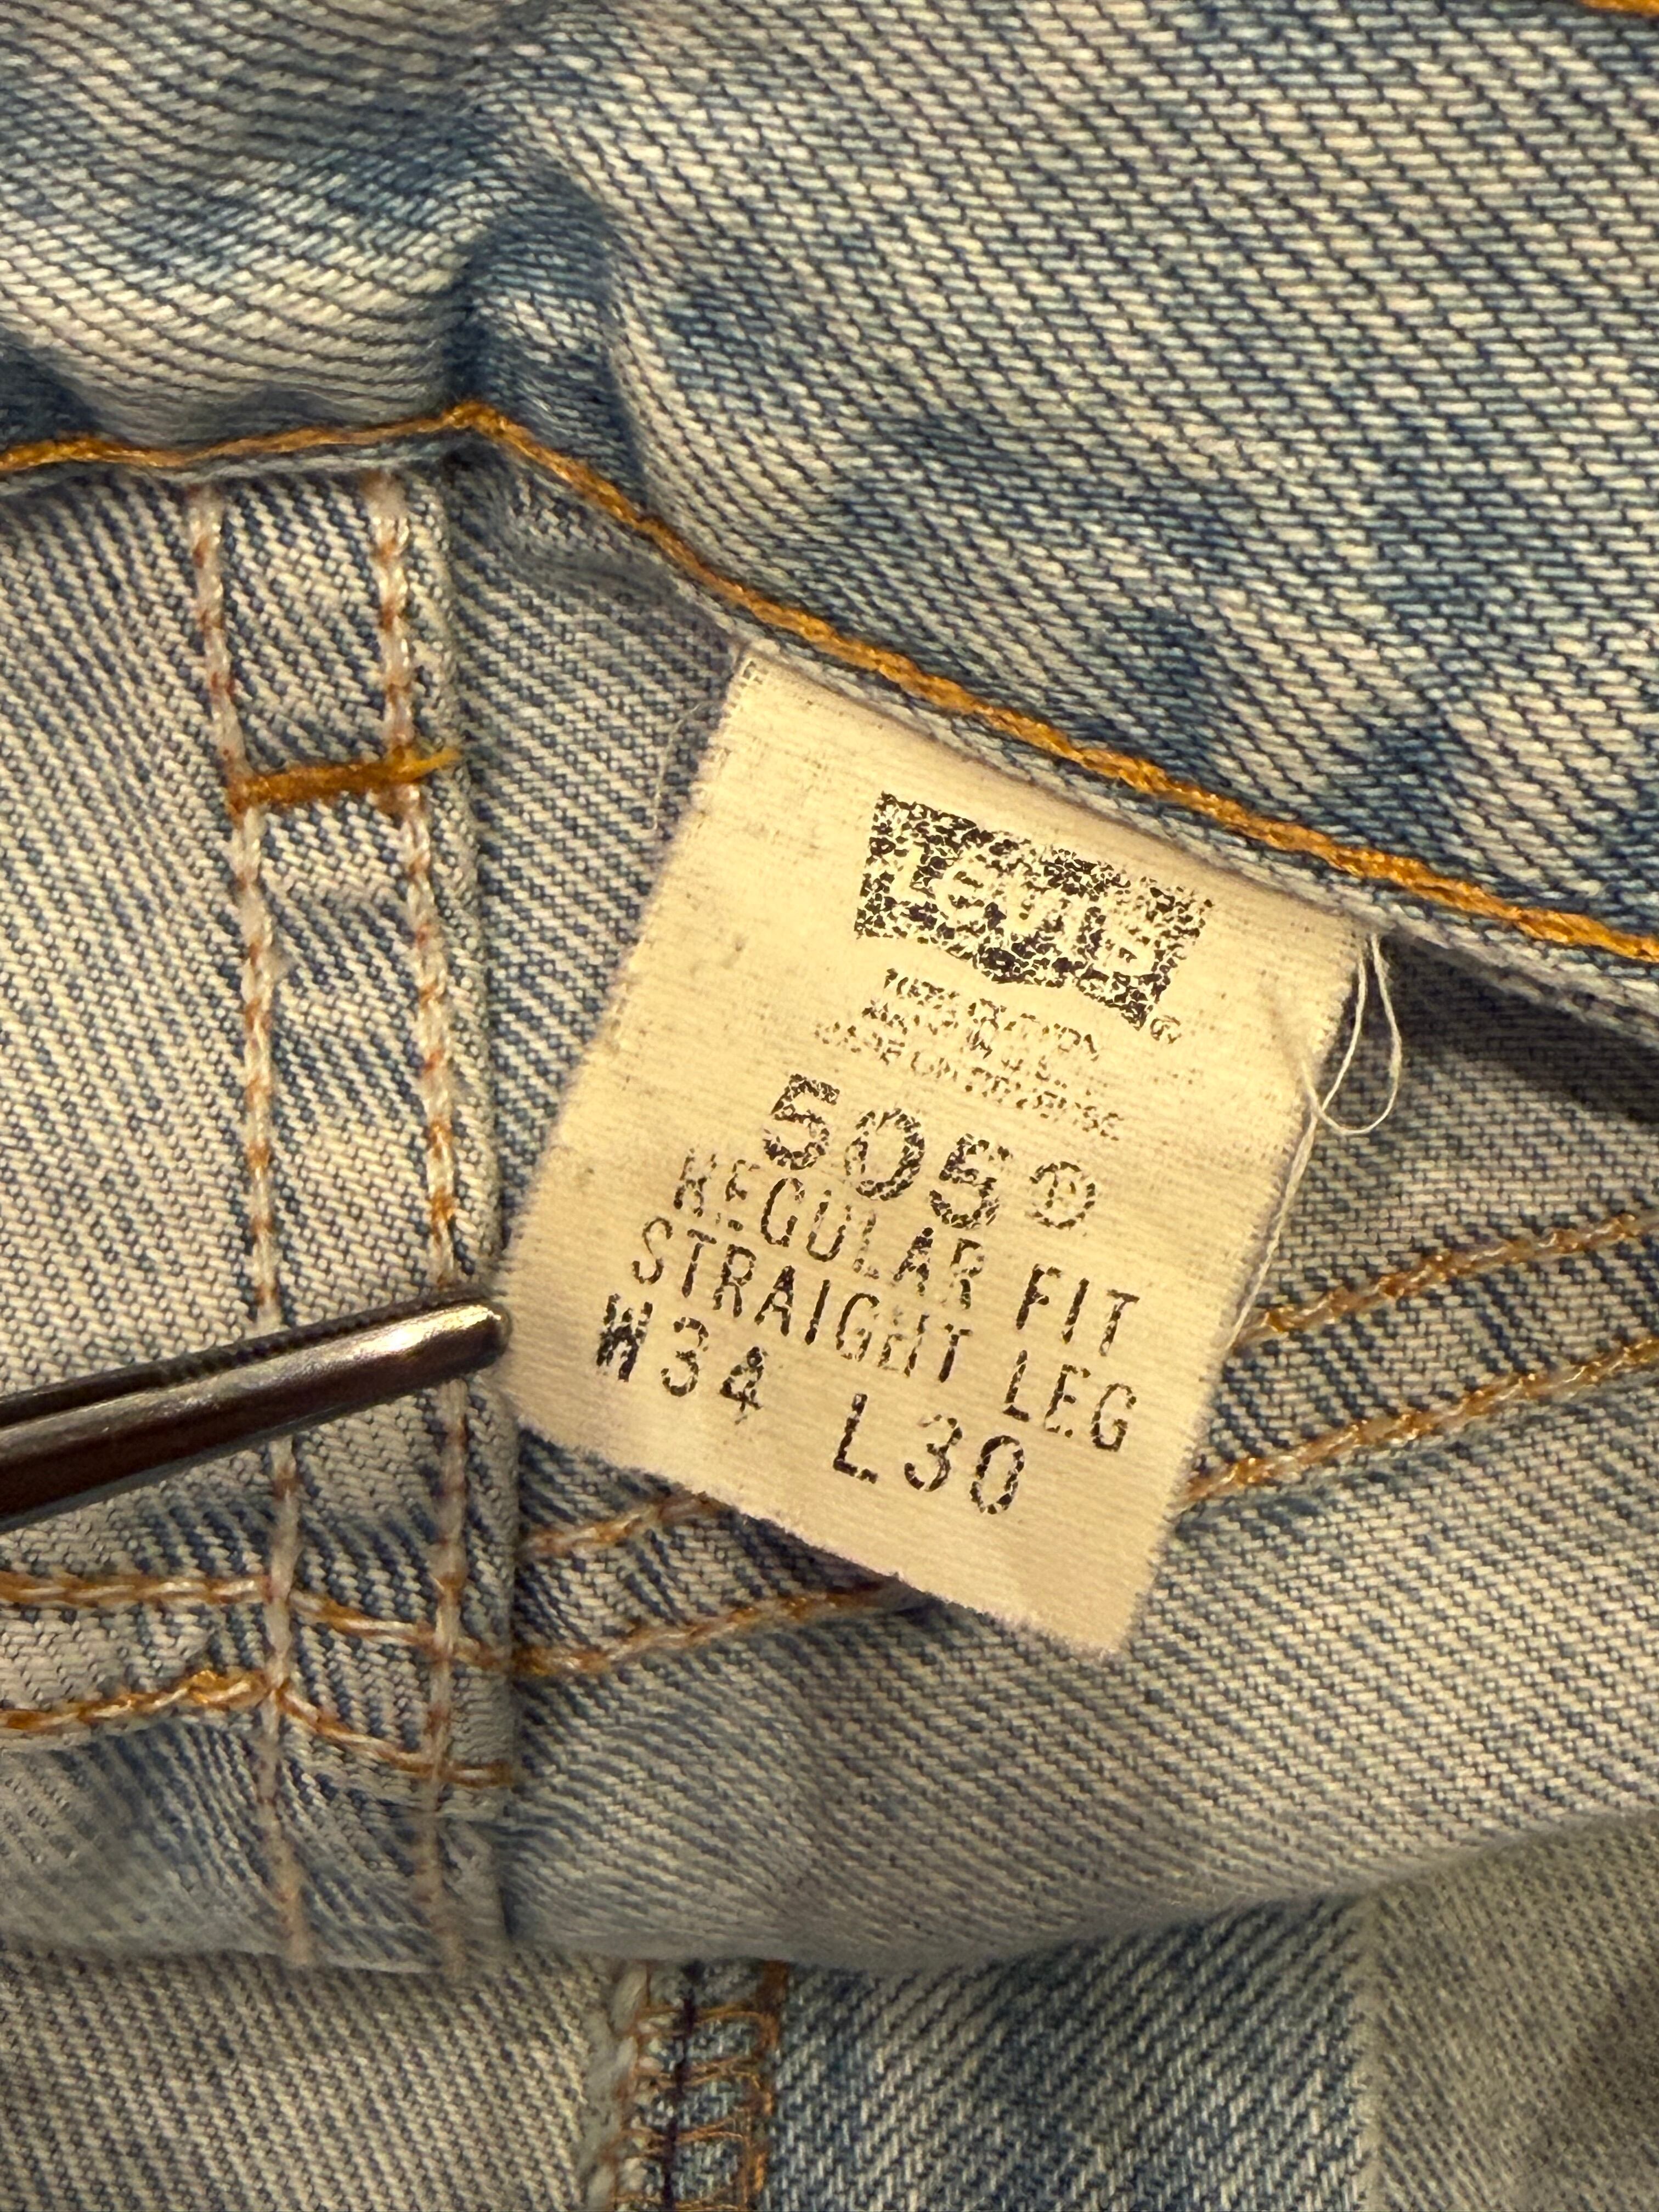 LEVI'S®
505®
REGULAR FIT
STRAIGHT LEG
W34 L30